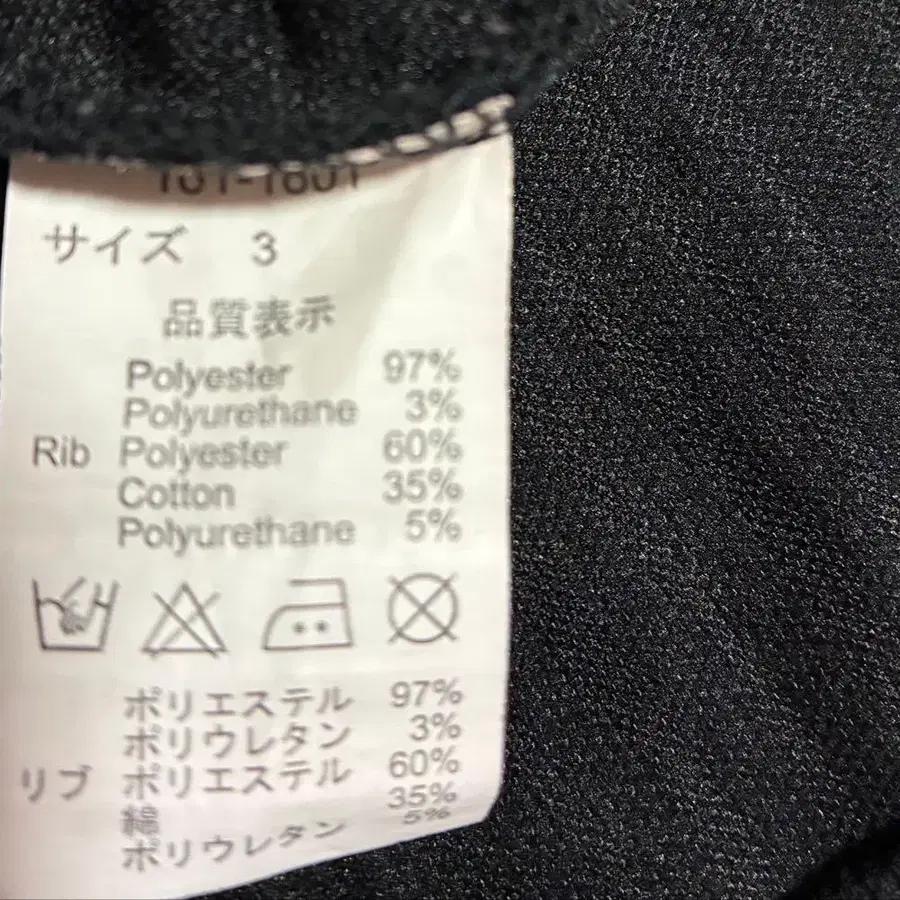 サイズ 3
品質表示
Polyester 97%
Polyurethane 3%
Rib Polyester 60%
Cotton 35%
Polyurethane 5%
ポリエステル 97%
ポリウレタン 3%
リブ ポリエステル 60%
綿 35%
ポリウレタン 5%